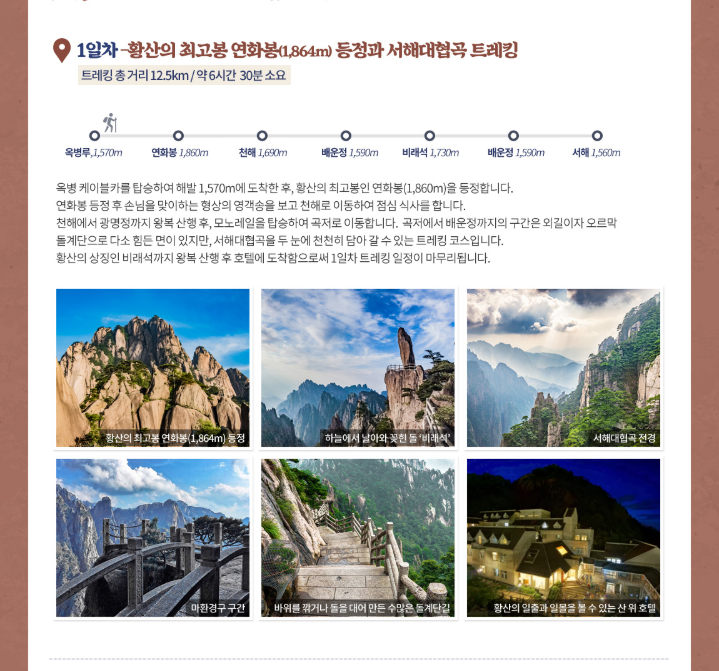 1일차 -황산의 최고봉 연화봉(1,864m) 등정과 서해대협곡 트레킹
트레킹 총 거리 12.5km / 약 6시간 30분 소요
옥병루,1,570m 연화봉 1,860m 천해 1,690m 배운정 1,590m 비래석 1,730m 배운정 1,590m 서해 1,560m
옥병 케이블카를 탑승하여 해발 1,570m에 도착한 후, 황산의 최고봉인 연화봉(1,860m)을 등정합니다.
연화봉 등정 후 손님을 맞이하는 형상의 영객송을 보고 천해로 이동하여 점심 식사를 합니다.
천해에서 광명정까지 왕복 산행 후, 모노레일을 탑승하여 곡저로 이동합니다. 곡저에서 배운정까지의 구간은 외길이자 오르막
돌계단으로 다소 힘든 면이 있지만, 서해대협곡을 두 눈에 천천히 담아 갈 수 있는 트레킹 코스입니다.
황산의 상징인 비래석까지 왕복 산행 후 호텔에 도착함으로써 1일차 트레킹 일정이 마무리됩니다.
황산의 최고봉 연화봉(1,864m) 등정
하늘에서 날아와 꽂힌 돌 '비래석'
서해대협곡 전경
마환경구 구간
바위를 깎거나 돌을 대어 만든 수많은 돌계단길
황산의 일출과 일몰을 볼 수 있는 산 위 호텔